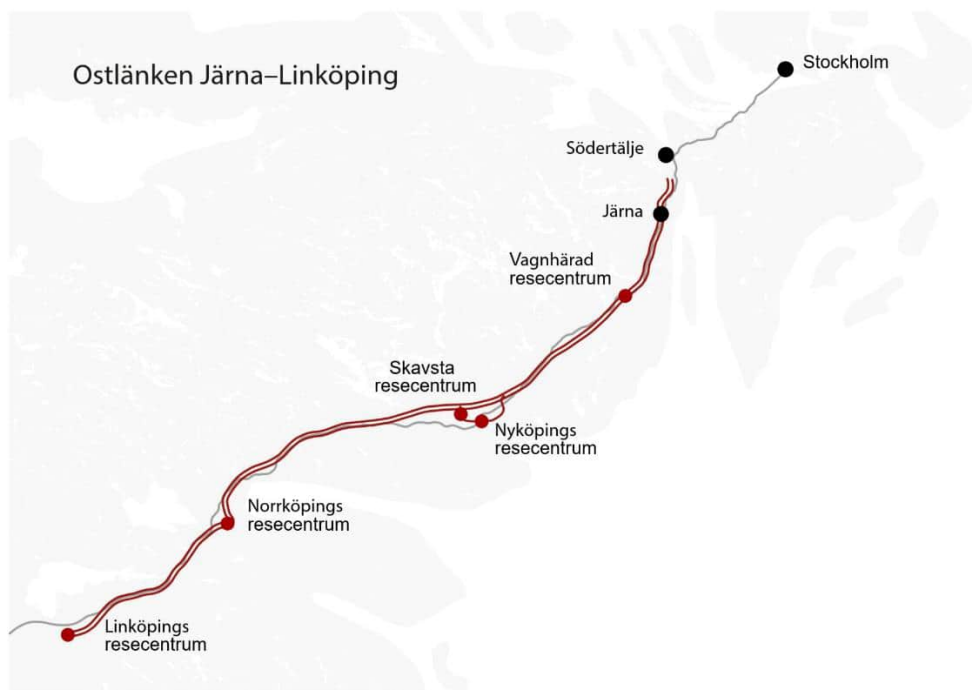 Ostlänken Järna–Linköping
Stockholm
Södertälje
Järna
Vagnhärad
resecentrum
Skavsta
resecentrum
Nyköpings
resecentrum
Norrköpings
resecentrum
Linköpings
resecentrum